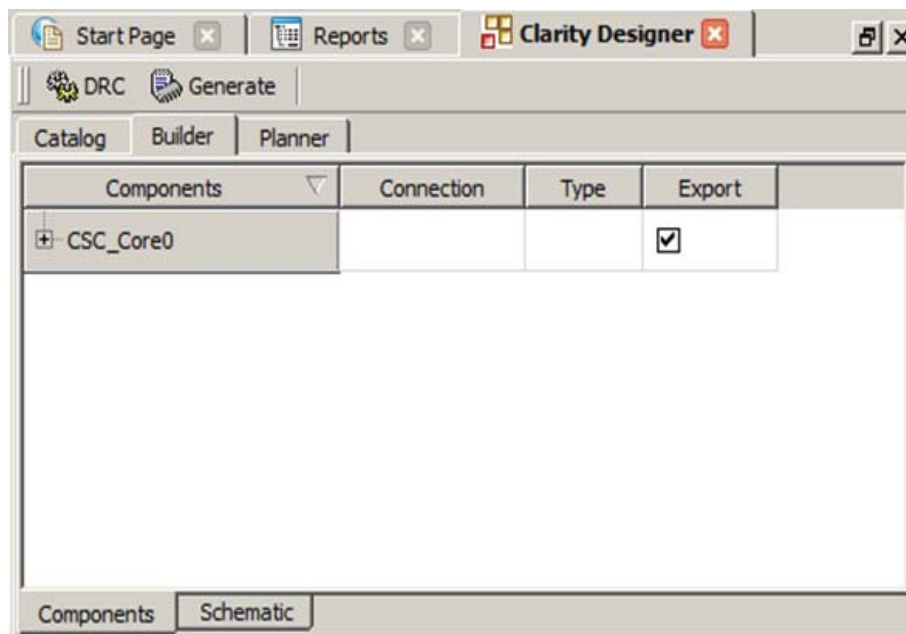 Start Page Reports Clarity Designer
DRC Generate
Catalog Builder Planner
Components Connection Type Export
CSC_Core0
Components Schematic